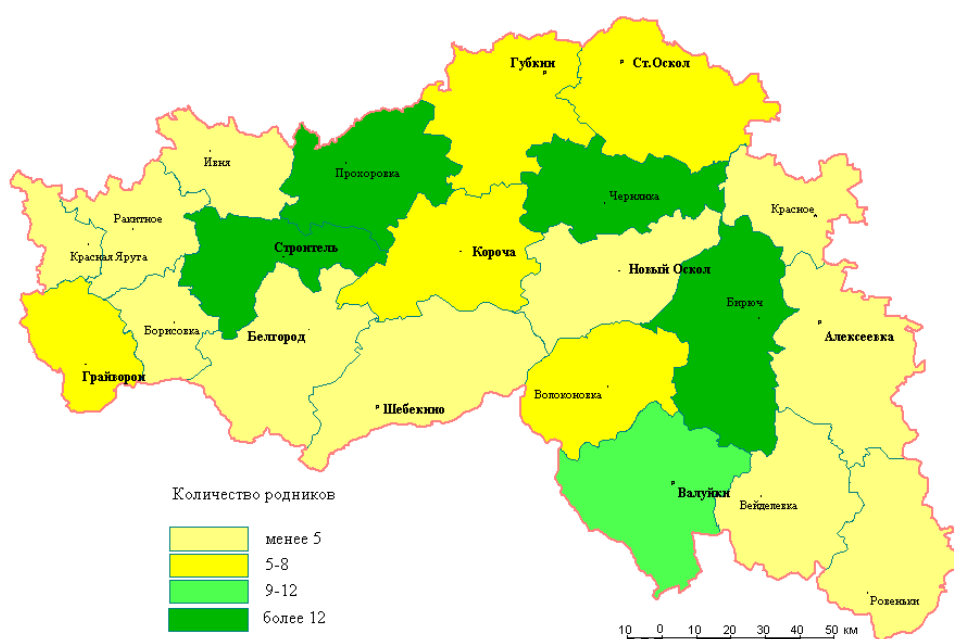 Губкин
Ст.Оскол
Ивня
Прохоровка
Чернянка
Красное
Ракитное
Строитель
Короча
Красная Яруга
Новый Оскол
Бирюч
Борисовка
Белгород
Алексеевка
Грайворон
Волоконовка
Шебекино
Валуйки
Вейделевка
Ровеньки
Количество родников
менее 5
5-8
9-12
более 12
10 0 10 20 30 40 50 км